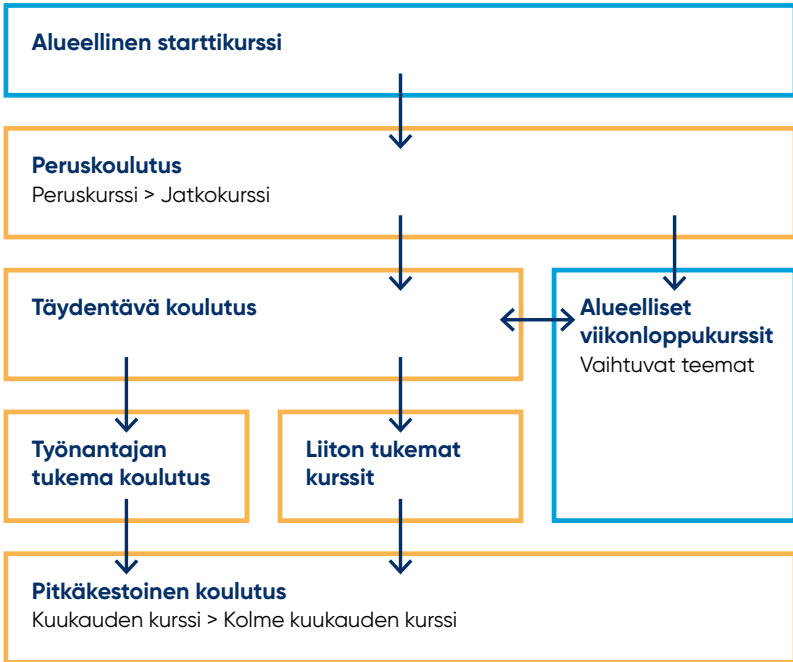 Alueellinen starttikurssi
Peruskoulutus
Peruskurssi > Jatkokurssi
Täydentävä koulutus
Alueelliset
viikonloppukurssit
Vaihtuvat teemat
Työnantajan
tukema koulutus
Liiton tukemat
kurssit
Pitkäkestoinen koulutus
Kuukauden kurssi > Kolme kuukauden kurssi